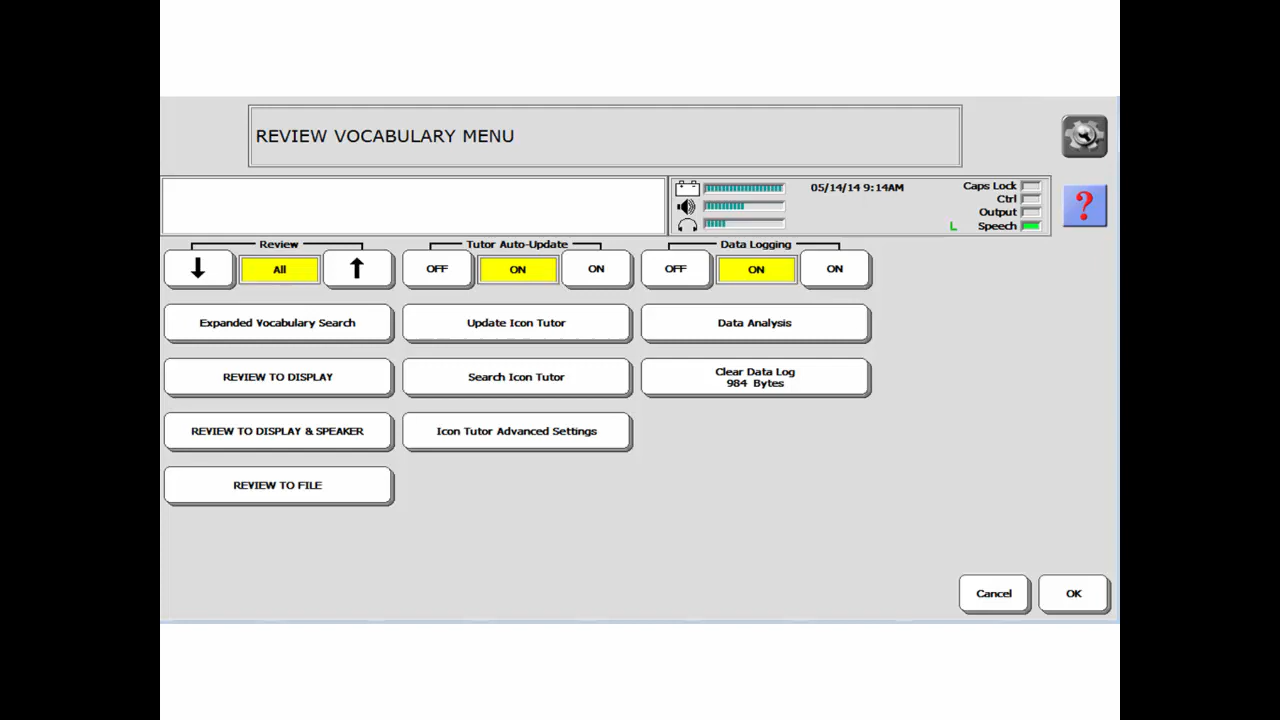 REVIEW VOCABULARY MENU
05/14/14 9:14AM
Caps Lock
Ctrl
Output
L Speech
?
Review
Tutor Auto-Update
Data Logging
All
OFF ON ON
OFF ON ON
Expanded Vocabulary Search
Update Icon Tutor
Data Analysis
REVIEW TO DISPLAY
Search Icon Tutor
Clear Data Log
984 Bytes
REVIEW TO DISPLAY & SPEAKER
Icon Tutor Advanced Settings
REVIEW TO FILE
Cancel
OK